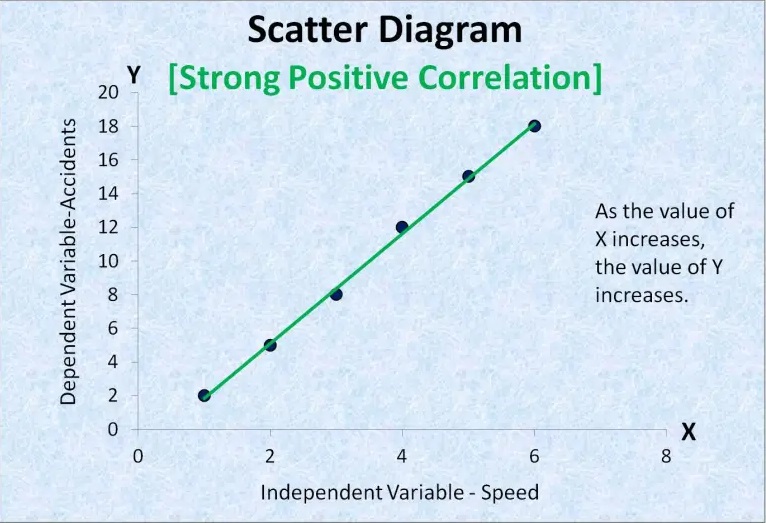 Scatter Diagram
Y
[Strong Positive Correlation]
20
18
16
14
12
10
8
6
4
2
0
Dependent Variable-Accidents
As the value of
X increases,
the value of Y
increases.
X
0 2 4 6 8
Independent Variable - Speed